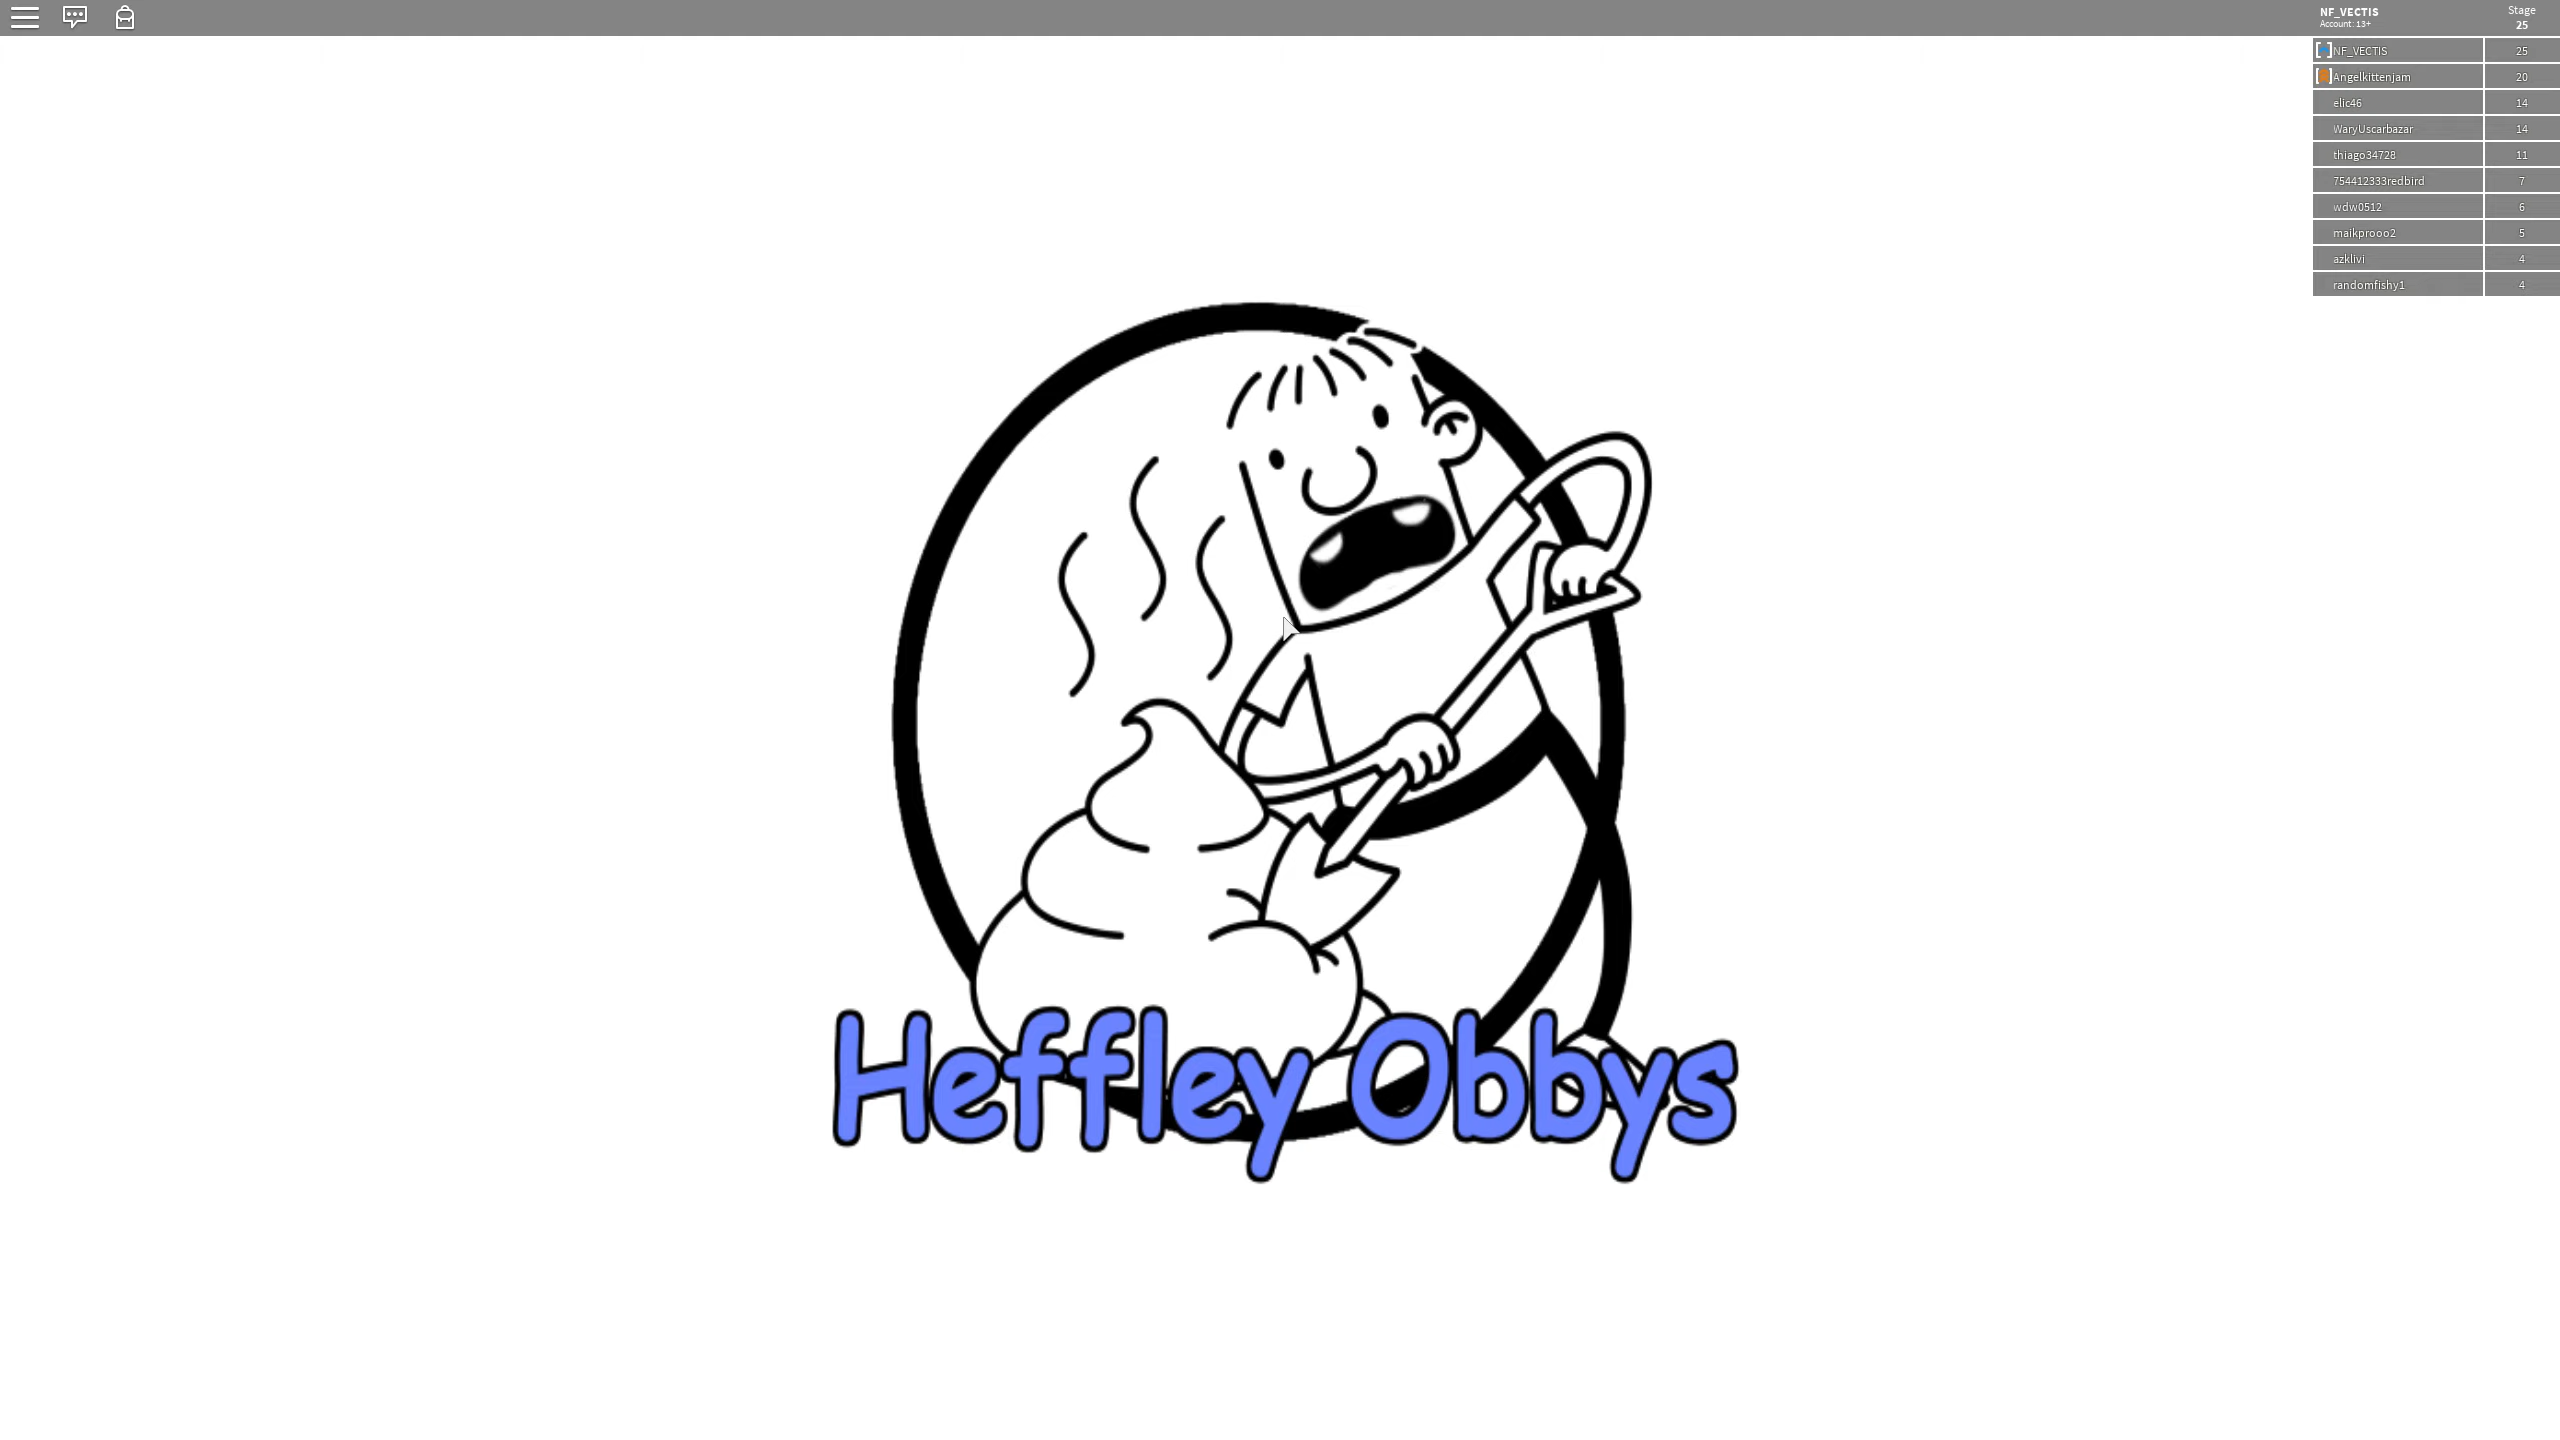 NF_VECTIS
Account: 13+
Stage
25
NF_VECTIS 25
Angelkittenjam 20
elic46 14
WaryUscarbazar 14
thiago34728 11
754412333redbird 7
wdw0512 6
maikprooo2 5
azklivi 4
randomfishy1 4
Heffley Obbys